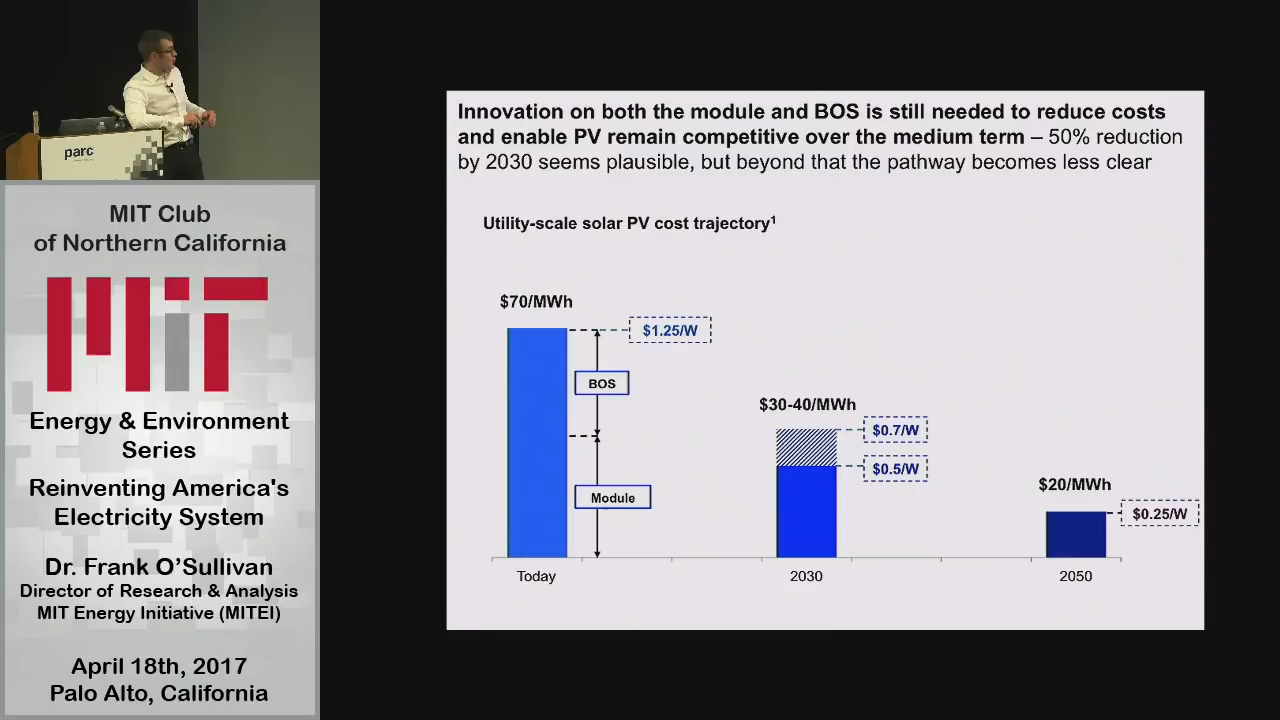 parc
MIT Club
of Northern California
MIT
Energy & Environment
Series
Reinventing America's
Electricity System
Dr. Frank O’Sullivan
Director of Research & Analysis
MIT Energy Initiative (MITEI)
April 18th, 2017
Palo Alto, California
Innovation on both the module and BOS is still needed to reduce costs
and enable PV remain competitive over the medium term – 50% reduction
by 2030 seems plausible, but beyond that the pathway becomes less clear
Utility-scale solar PV cost trajectory¹
$70/MWh
$1.25/W
BOS
Module
Today
$30-40/MWh
$0.7/W
$0.5/W
2030
$20/MWh
$0.25/W
2050